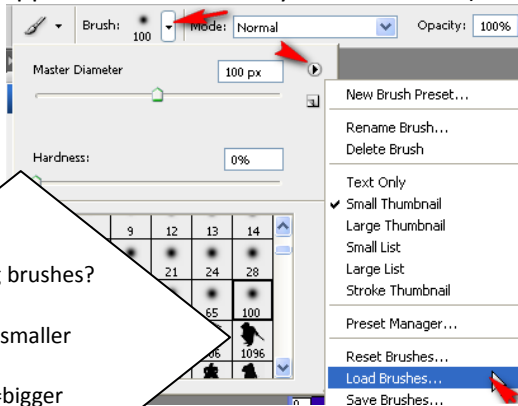 Brush: 100 Mode: Normal Opacity: 100%
Master Diameter 100 px
Hardness: 0%
9 12 13 14
21 24 28
65 100
1096
brushes?
smaller
bigger
New Brush Preset...
Rename Brush...
Delete Brush
Text Only
Small Thumbnail
Large Thumbnail
Small List
Large List
Stroke Thumbnail
Preset Manager...
Reset Brushes...
Load Brushes...
Save Brushes...